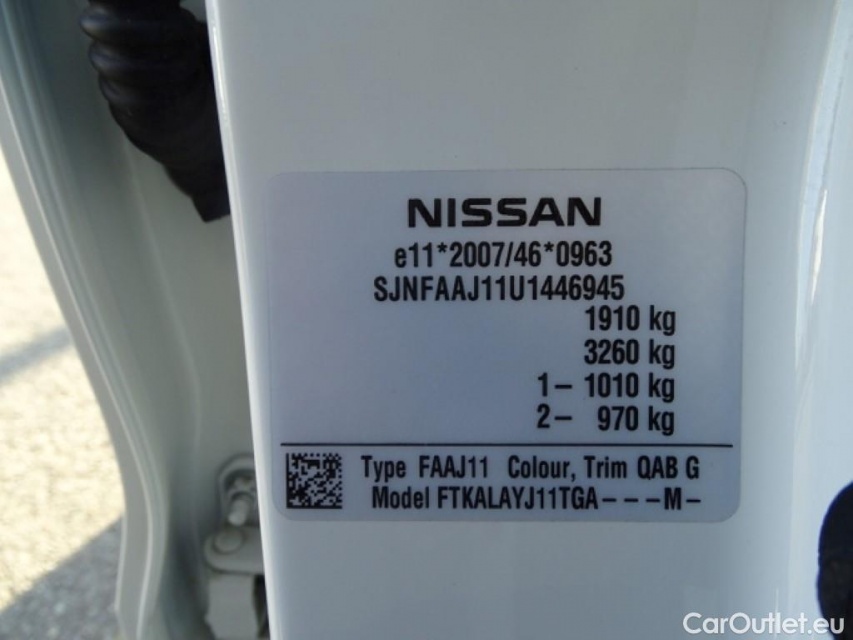 NISSAN
e11*2007/46*0963
SJNFAAJ11U1446945
1910 kg
3260 kg
1– 1010 kg
2– 970 kg
Type FAAJ11 Colour, Trim QAB G
Model FTKALAYJ11TGA–––M–
CarOutlet.eu